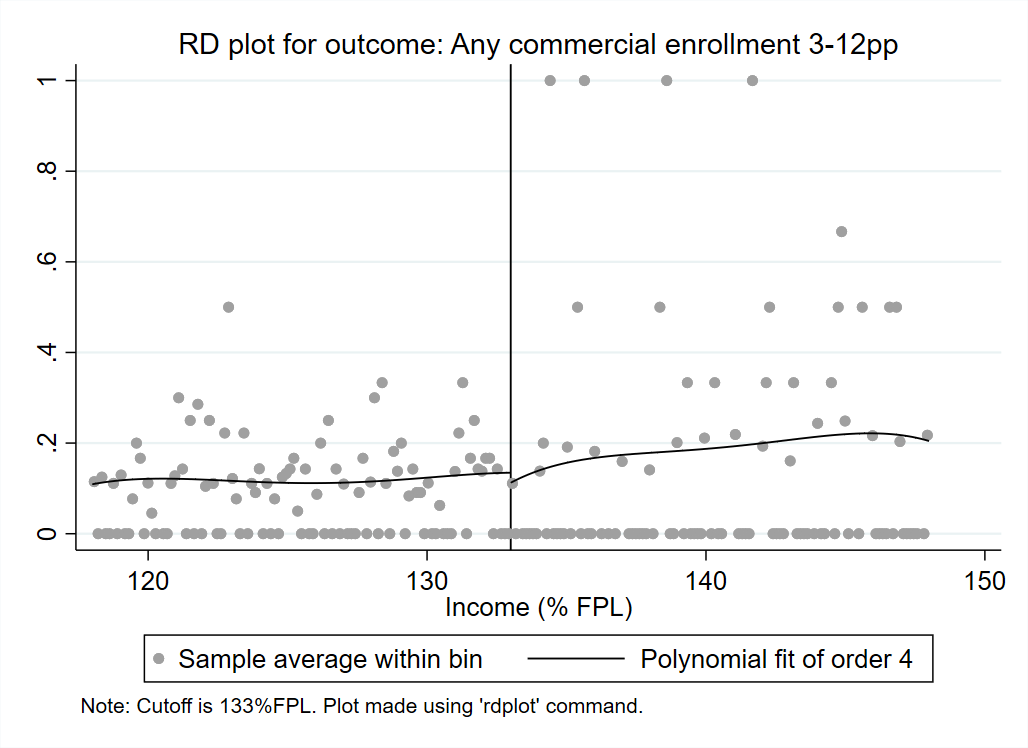 RD plot for outcome: Any commercial enrollment 3-12pp
1
.8
.6
.4
.2
0
120 130 140 150
Income (% FPL)
Sample average within bin Polynomial fit of order 4
Note: Cutoff is 133%FPL. Plot made using 'rdplot' command.